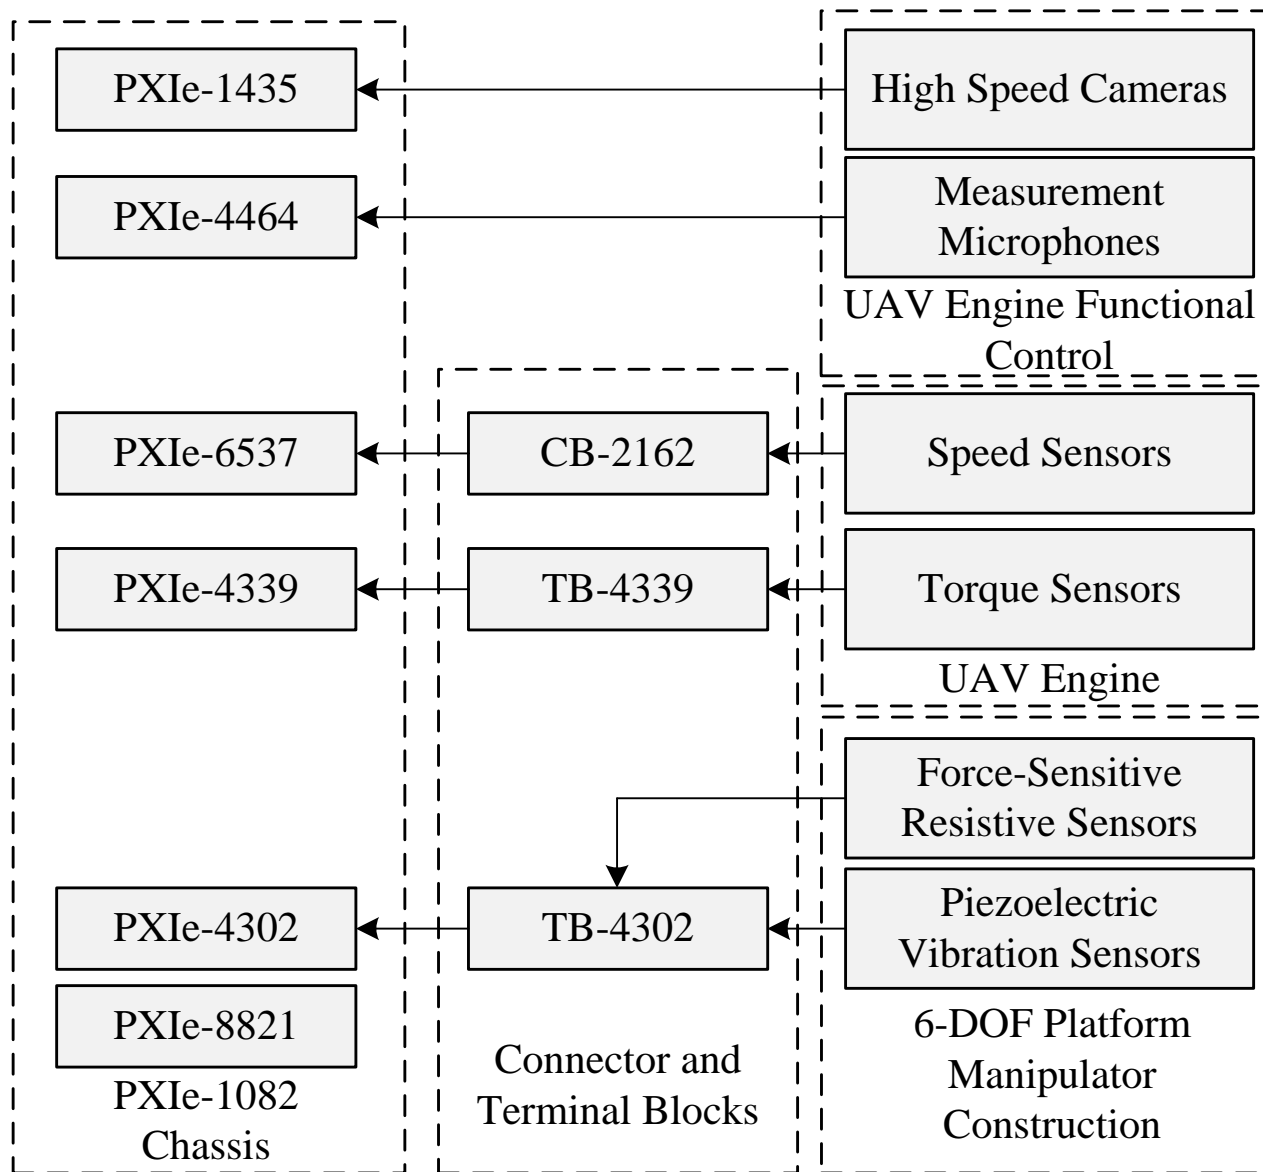 PXIe-1435
High Speed Cameras
PXIe-4464
Measurement
Microphones
UAV Engine Functional
Control
PXIe-6537
CB-2162
Speed Sensors
PXIe-4339
TB-4339
Torque Sensors
UAV Engine
Force-Sensitive
Resistive Sensors
PXIe-4302
TB-4302
Piezoelectric
Vibration Sensors
PXIe-8821
PXIe-1082
Chassis
Connector and
Terminal Blocks
6-DOF Platform
Manipulator
Construction